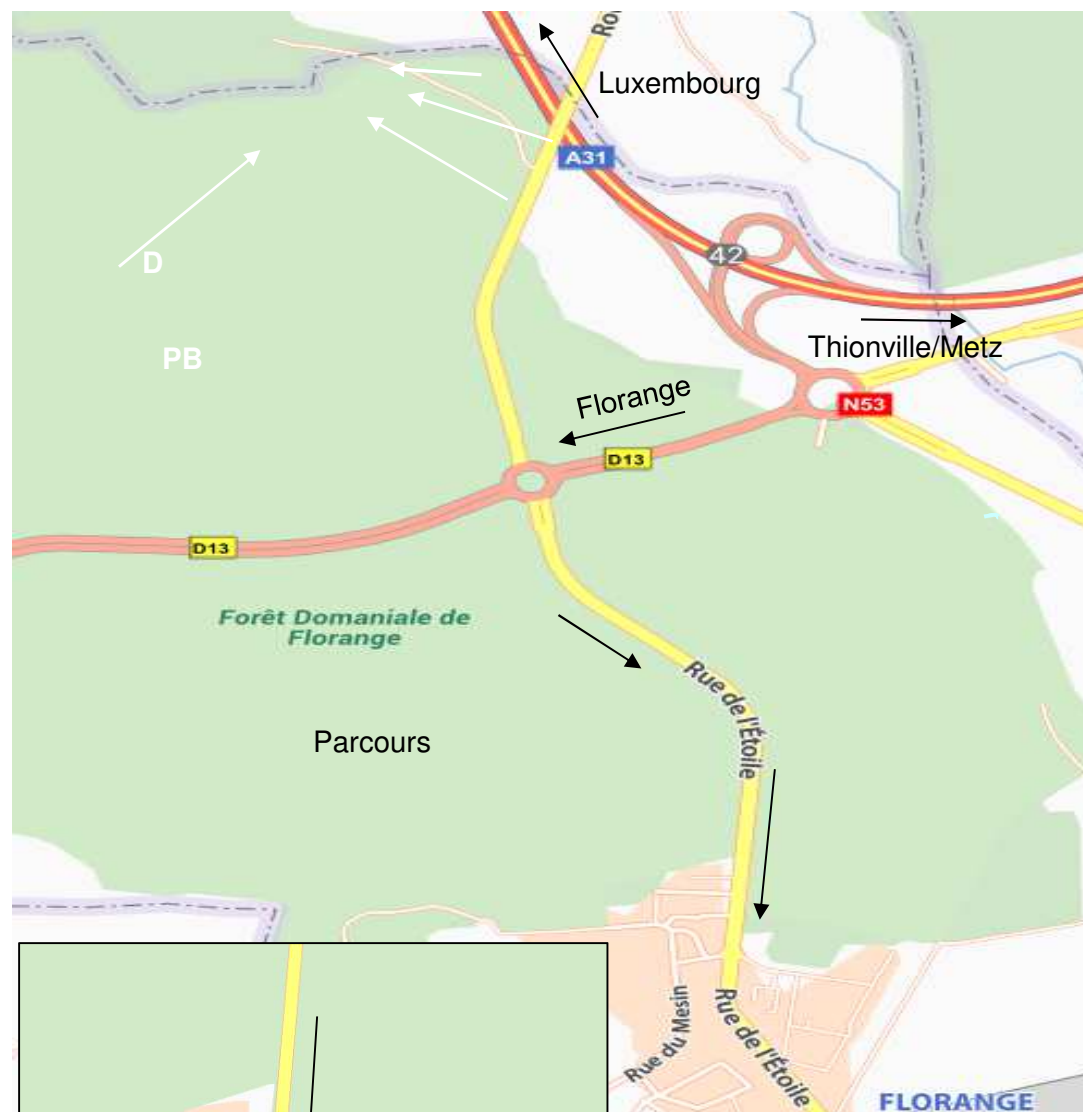 Ro
Luxembourg
A31
42
D
PB
Thionville/Metz
Florange
N53
D13
D13
Forêt Domaniale de
Florange
Rue de l'Étoile
Parcours
Rue du Mesin
Rue de l'Étoile
FLORANGE